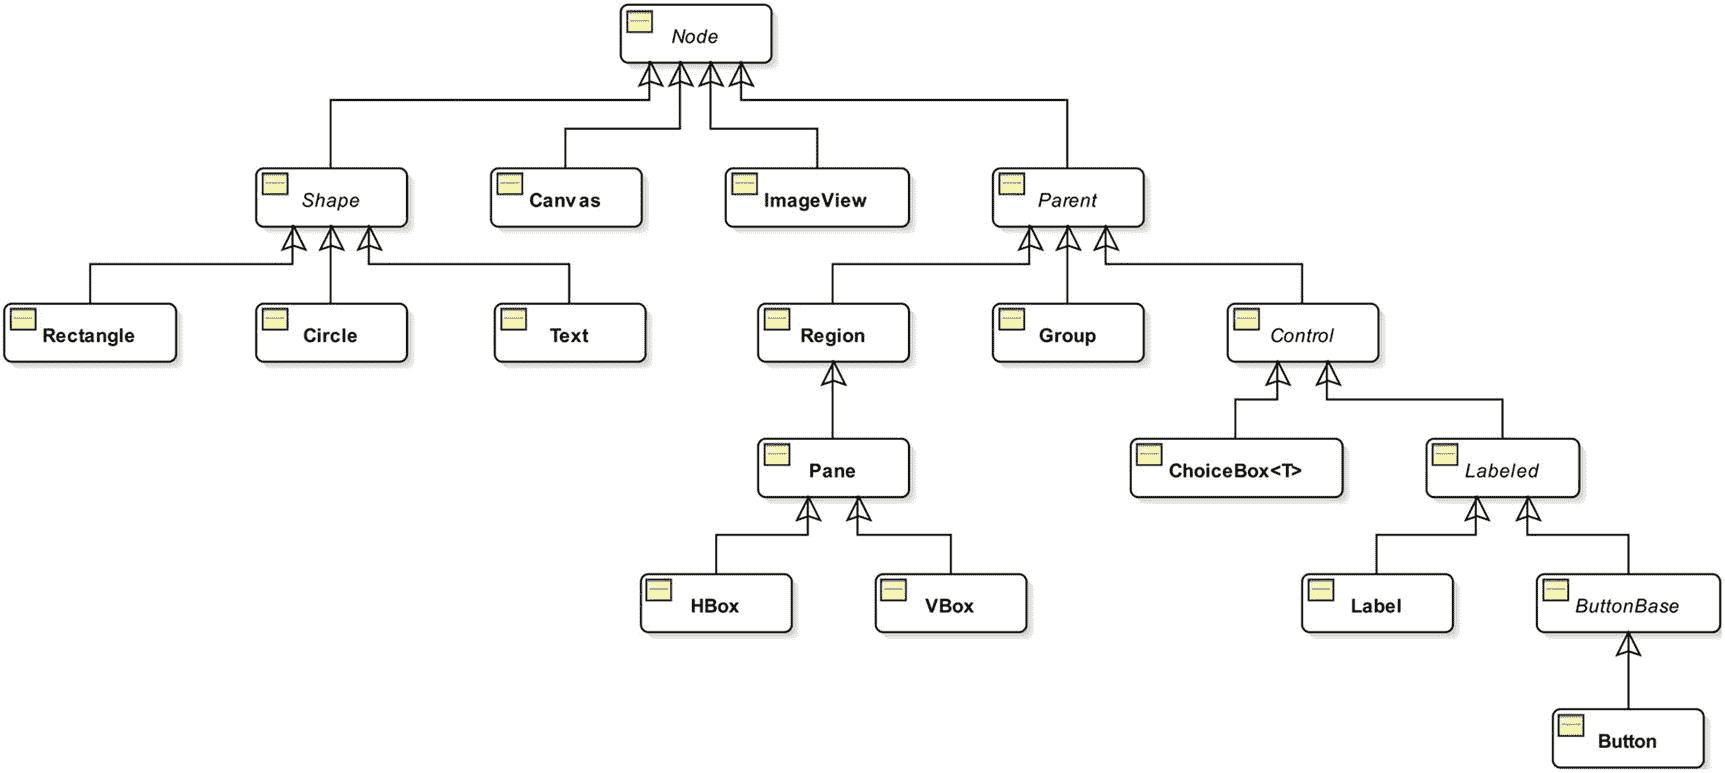 Node
Shape
Canvas
ImageView
Parent
Rectangle
Circle
Text
Region
Group
Control
Pane
ChoiceBox<T>
Labeled
HBox
VBox
Label
ButtonBase
Button